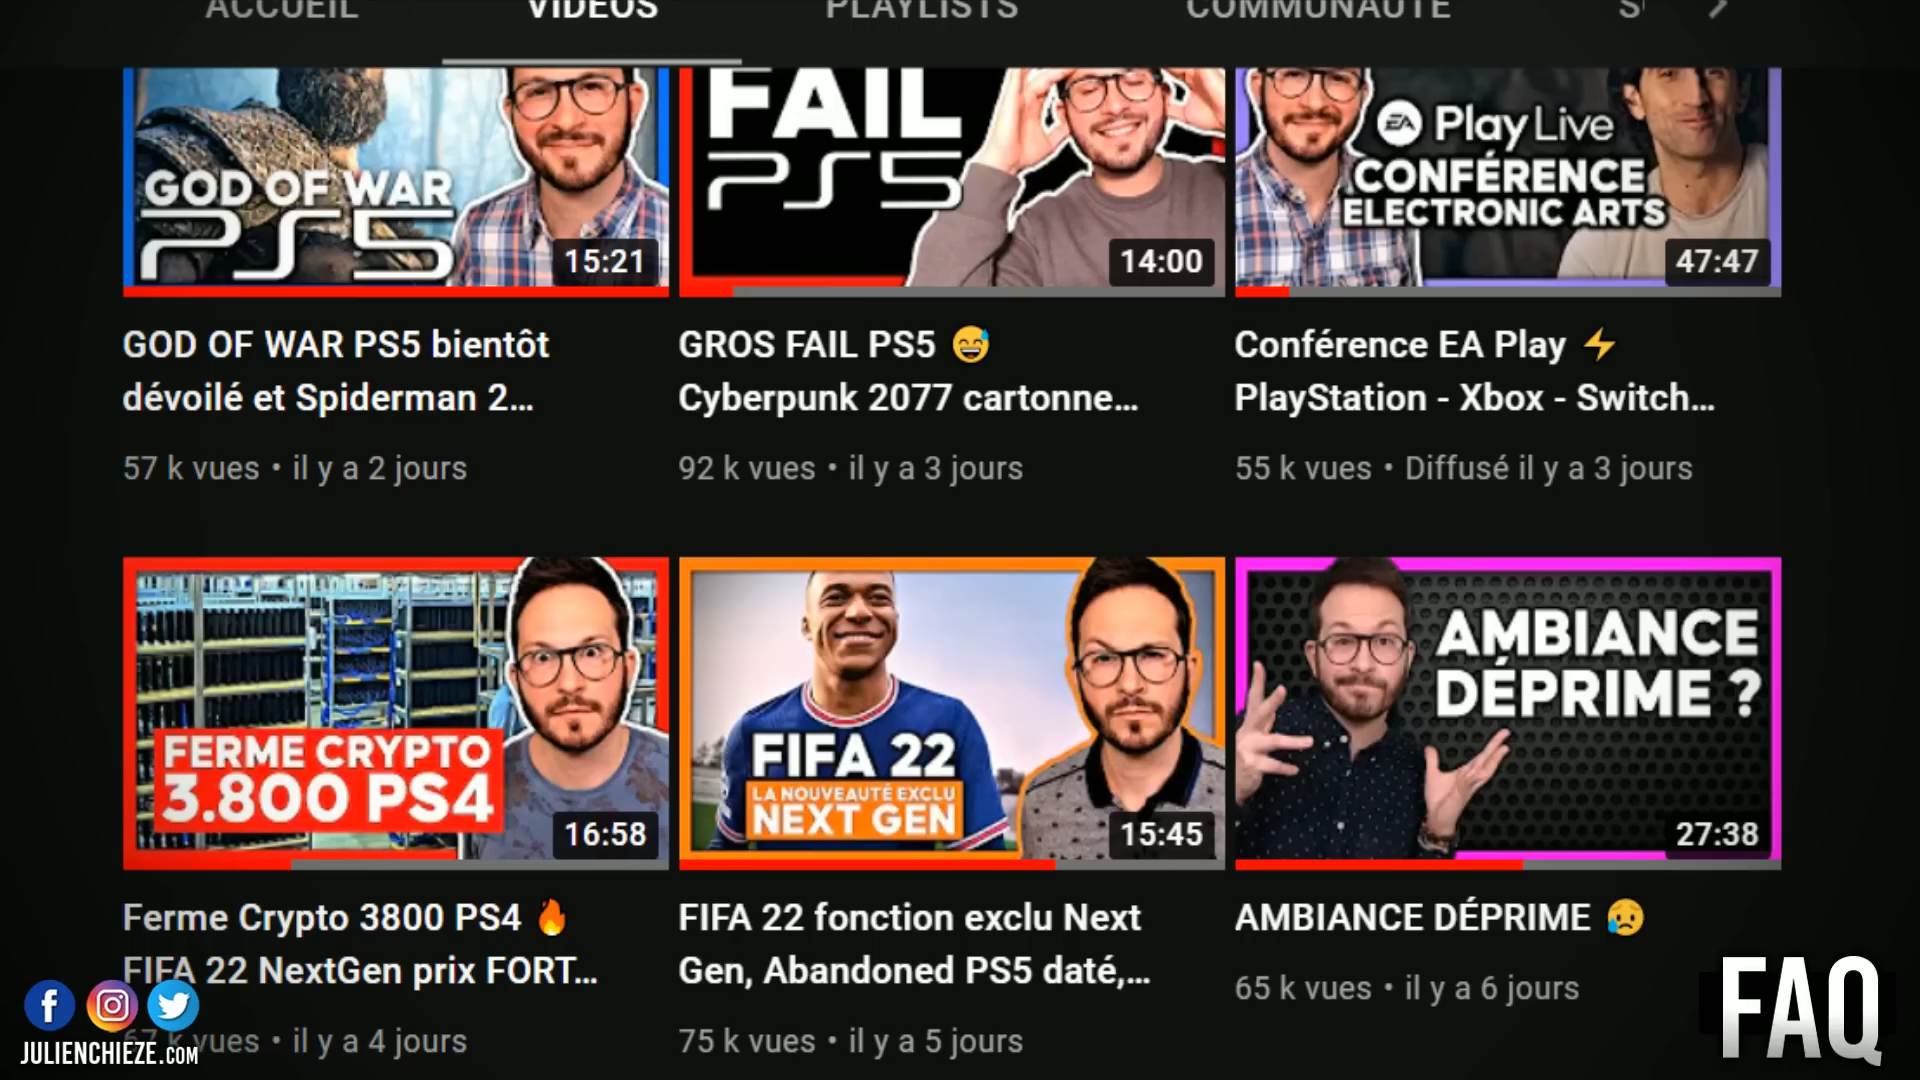 ACCUEIL VIDÉOS PLAYLISTS COMMUNAUTÉ
GOD OF WAR
PS5
15:21
FAIL
PS5
14:00
EA Play Live
CONFÉRENCE
ELECTRONIC ARTS
47:47
GOD OF WAR PS5 bientôt
dévoilé et Spiderman 2...
57 k vues • il y a 2 jours
GROS FAIL PS5 😅
Cyberpunk 2077 cartonne...
92 k vues • il y a 3 jours
Conférence EA Play ⚡
PlayStation - Xbox - Switch...
55 k vues • Diffusé il y a 3 jours
FERME CRYPTO
3.800 PS4
16:58
FIFA 22
LA NOUVEAUTÉ EXCLU
NEXT GEN
15:45
AMBIANCE
DÉPRIME ?
27:38
Ferme Crypto 3800 PS4 🔥
FIFA 22 NextGen prix FORT...
67 k vues • il y a 4 jours
FIFA 22 fonction exclu Next
Gen, Abandoned PS5 daté,...
75 k vues • il y a 5 jours
AMBIANCE DÉPRIME 😥
65 k vues • il y a 6 jours
JULIENCHIEZE.COM
FAQ